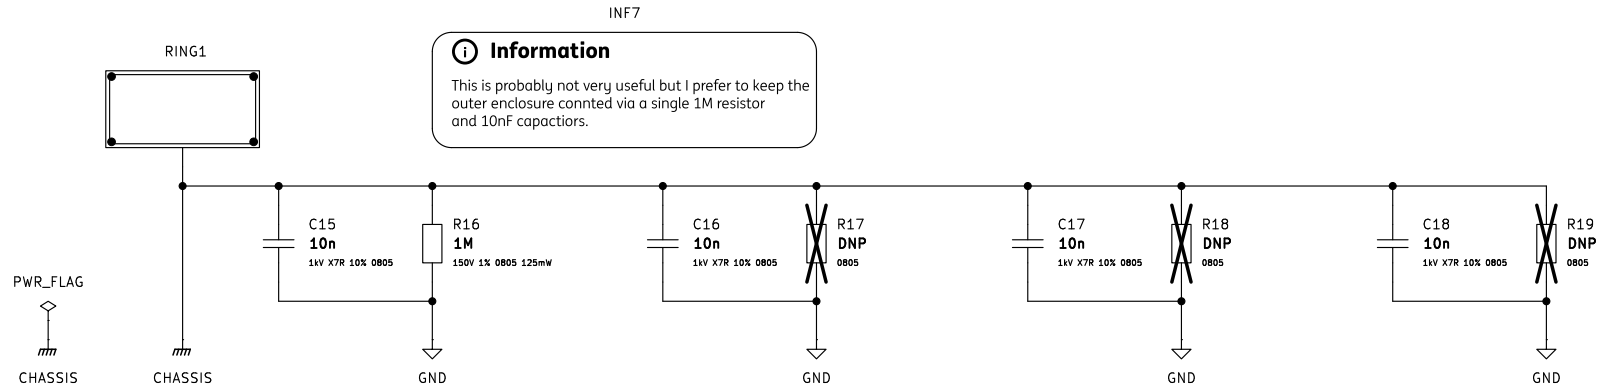 INF7
RING1
Information
This is probably not very useful but I prefer to keep the
outer enclosure connted via a single 1M resistor
and 10nF capactiors.
C15
10n
1kV X7R 10% 0805
R16
1M
150V 1% 0805 125mW
C16
10n
1kV X7R 10% 0805
R17
DNP
0805
C17
10n
1kV X7R 10% 0805
R18
DNP
0805
C18
10n
1kV X7R 10% 0805
R19
DNP
0805
PWR_FLAG
CHASSIS
CHASSIS
GND
GND
GND
GND